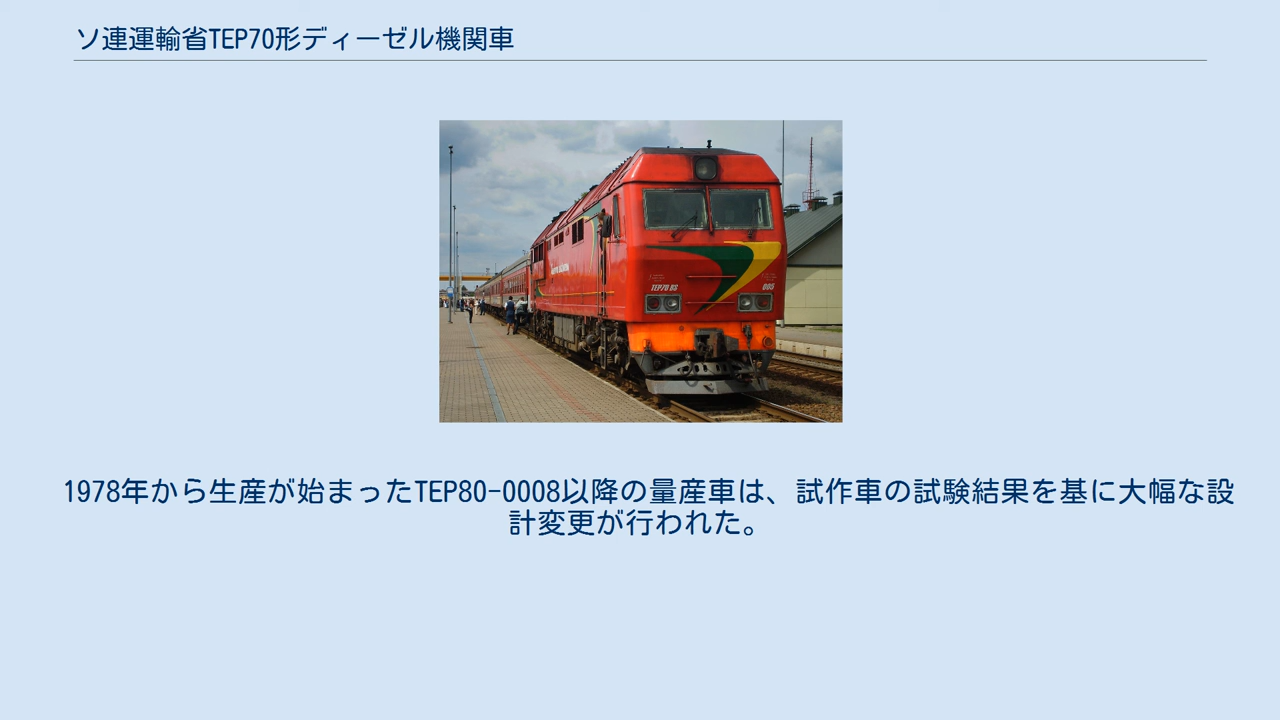 ソ連運輸省TEP70形ディーゼル機関車
TEP70 BS
005
1978年から生産が始まったTEP80-0008以降の量産車は、試作車の試験結果を基に大幅な設
計変更が行われた。